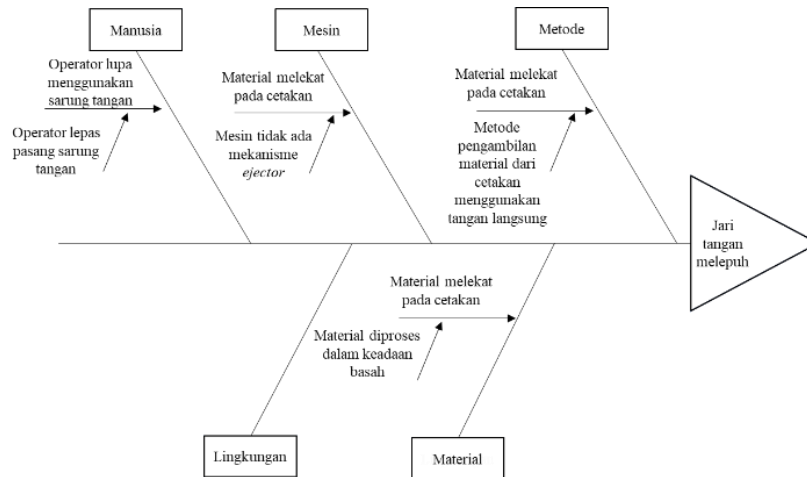 Manusia
Mesin
Metode
Operator lupa
menggunakan
sarung tangan
Operator lepas
pasang sarung
tangan
Material melekat
pada cetakan
Mesin tidak ada
mekanisme
ejector
Material melekat
pada cetakan
Metode
pengambilan
material dari
cetakan
menggunakan
tangan langsung
Jari
tangan
melepuh
Material melekat
pada cetakan
Material diproses
dalam keadaan
basah
Lingkungan
Material